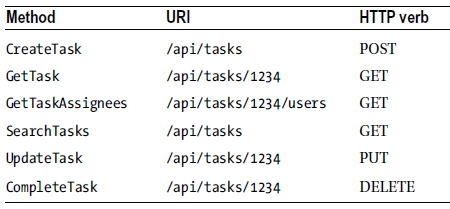 Method URI HTTP verb
CreateTask /api/tasks POST
GetTask /api/tasks/1234 GET
GetTaskAssignees /api/tasks/1234/users GET
SearchTasks /api/tasks GET
UpdateTask /api/tasks/1234 PUT
CompleteTask /api/tasks/1234 DELETE